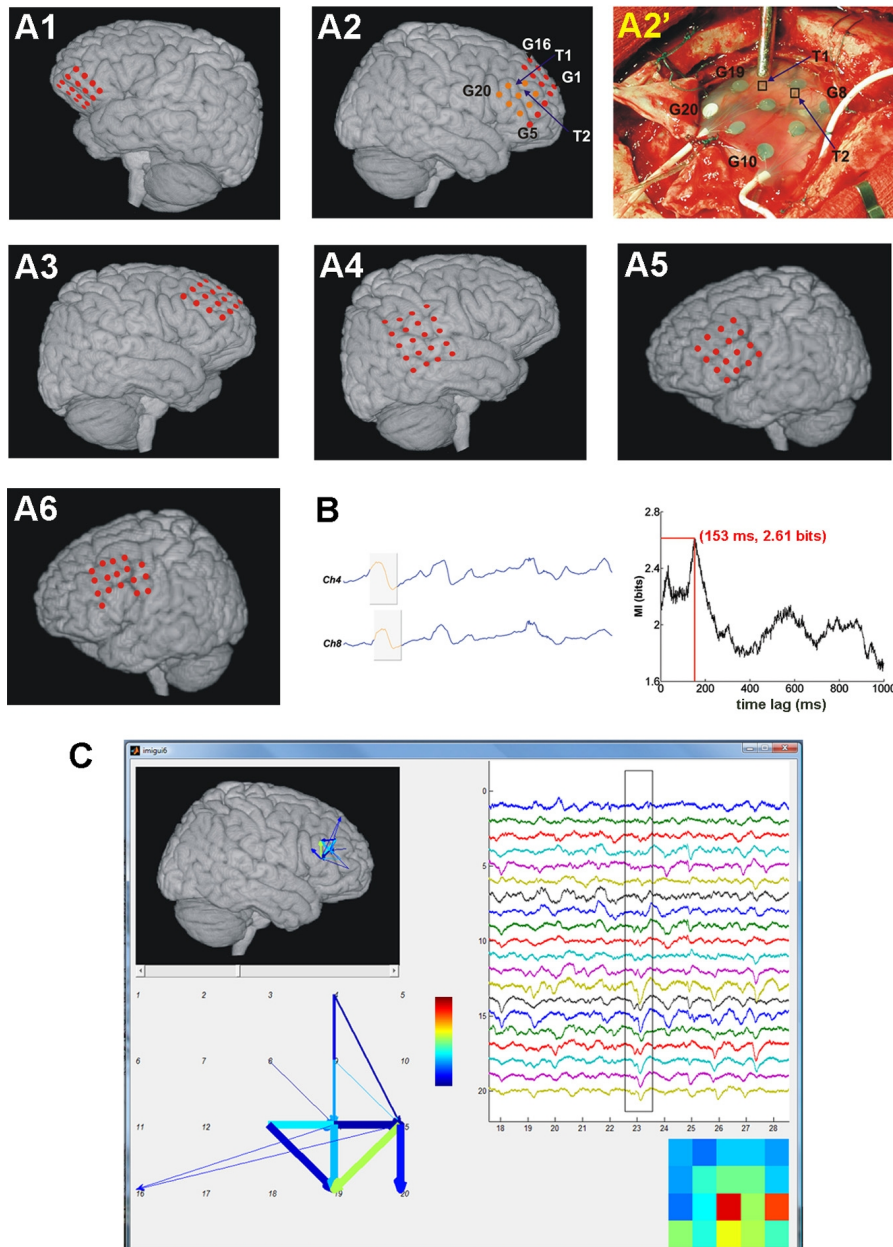 A1
A2
G16
T1
G20
G1
G5
T2
A2'
G19
T1
G8
G20
G10
T2
A3
A4
A5
A6
B
Ch4
Ch8
2.8
2.4
2
1.6
MI (bits)
(153 ms, 2.61 bits)
0 200 400 600 800 1000
time lag (ms)
C
imigui6
1 2 3 4 5
6 7 8 9 10
11 12 15
16 17 18 19 20
0
5
10
15
20
18 19 20 21 22 23 24 25 26 27 28